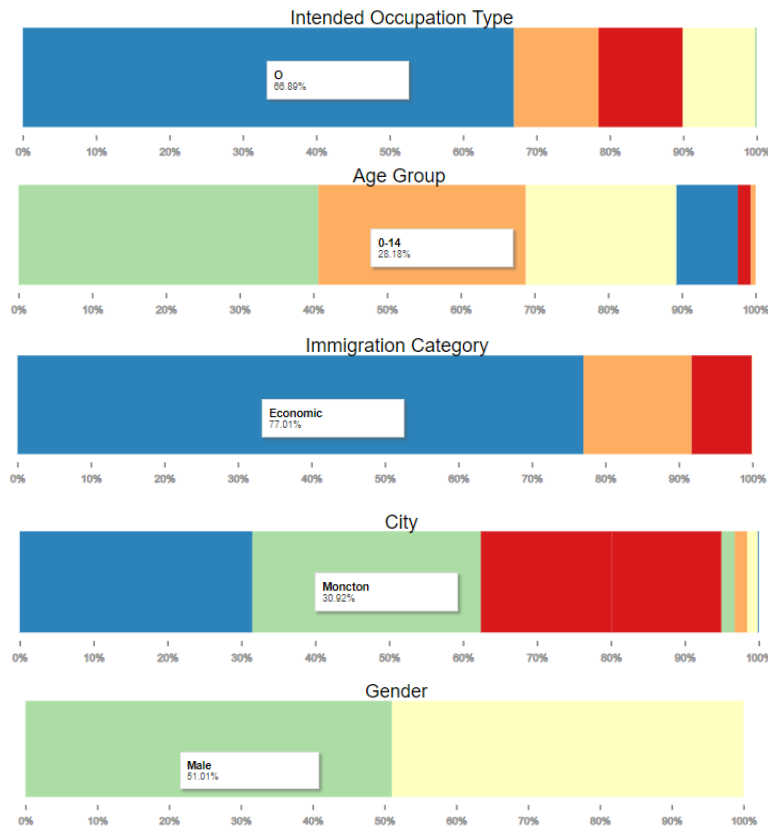 Intended Occupation Type
O
66.89%
0% 10% 20% 30% 40% 50% 60% 70% 80% 90% 100%
Age Group
0-14
28.18%
0% 10% 20% 30% 40% 50% 60% 70% 80% 90% 100%
Immigration Category
Economic
77.01%
0% 10% 20% 30% 40% 50% 60% 70% 80% 90% 100%
City
Moncton
30.92%
0% 10% 20% 30% 40% 50% 60% 70% 80% 90% 100%
Gender
Male
51.01%
0% 10% 20% 30% 40% 50% 60% 70% 80% 90% 100%